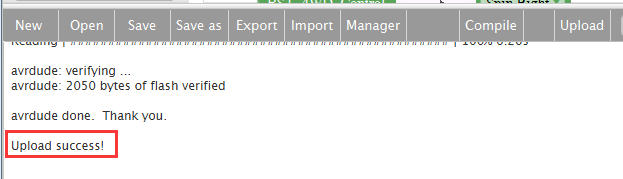 New Open Save Save as Export Import Manager Compile Upload
avrdude: verifying ...
avrdude: 2050 bytes of flash verified
avrdude done.  Thank you.
Upload success!